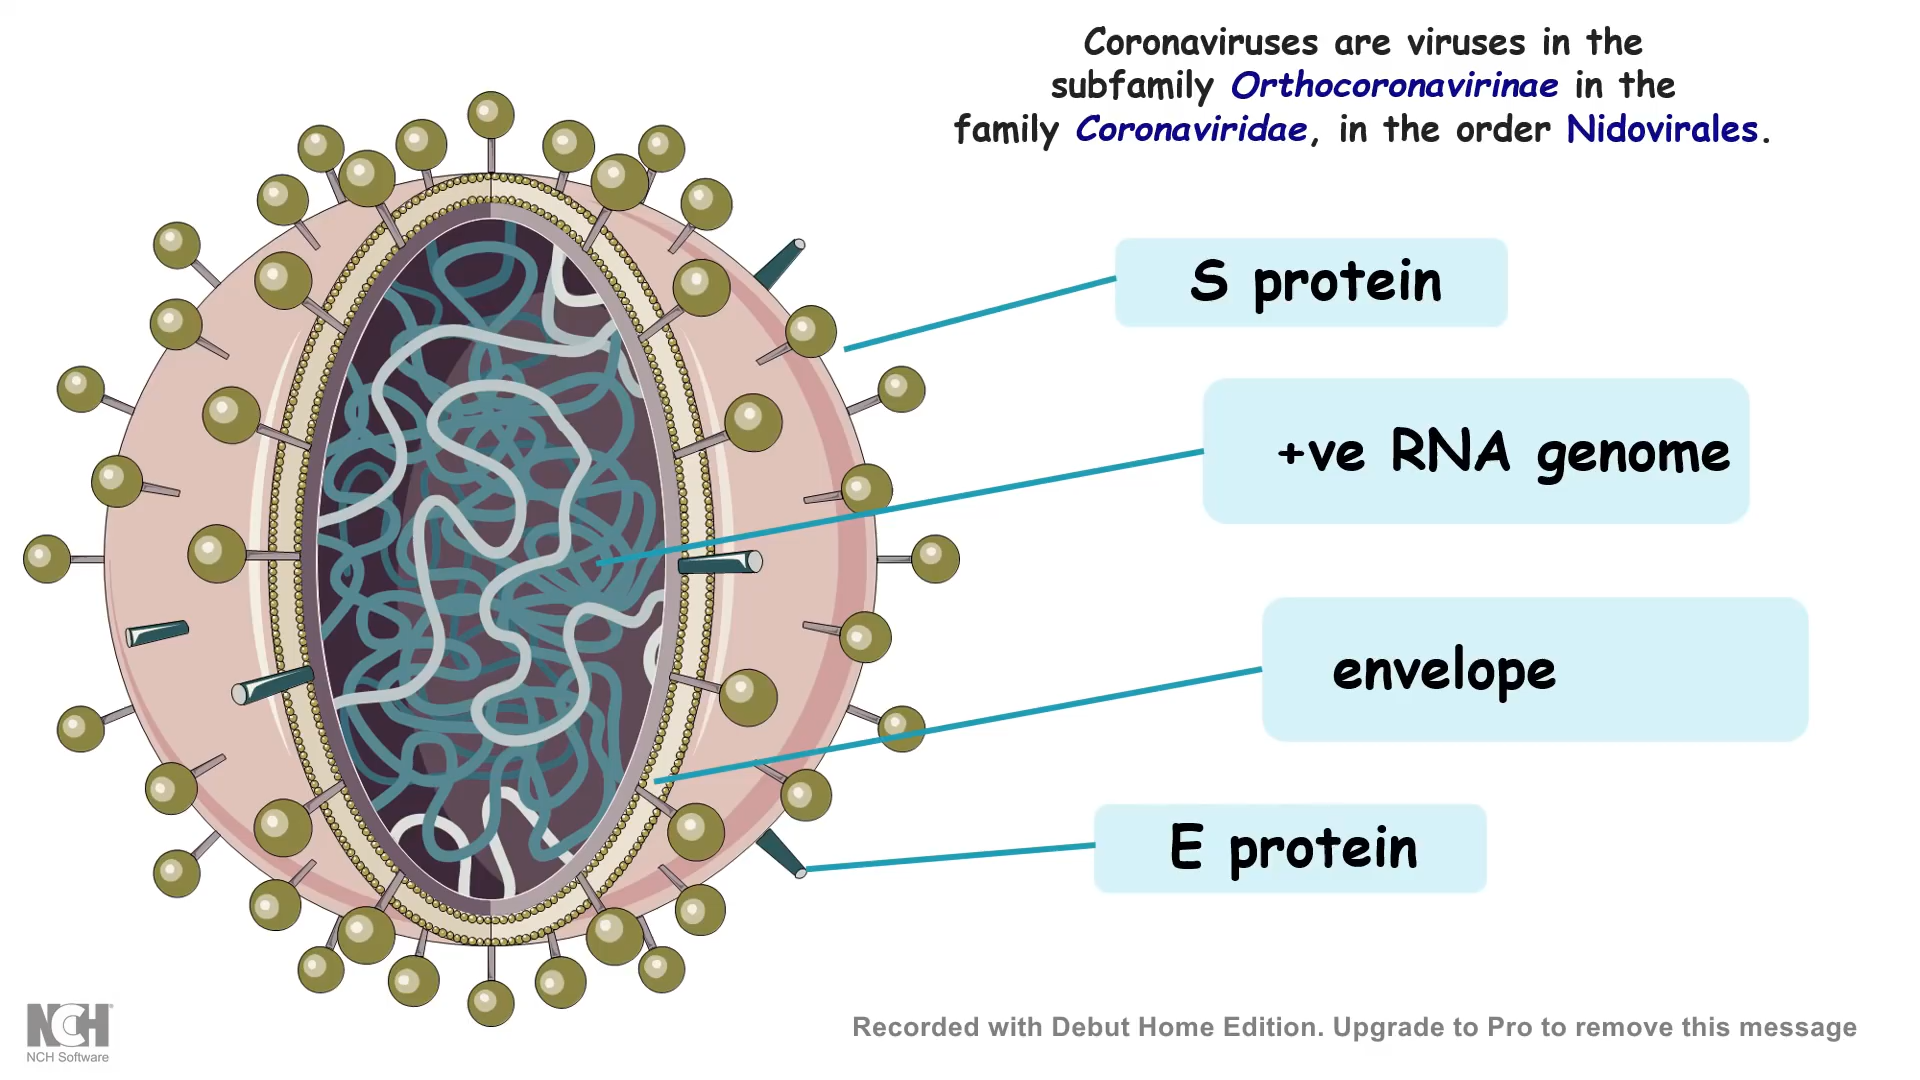 Coronaviruses are viruses in the
subfamily Orthocoronavirinae in the
family Coronaviridae, in the order Nidovirales.
S protein
+ve RNA genome
envelope
E protein
NCH
NCH Software
Recorded with Debut Home Edition. Upgrade to Pro to remove this message